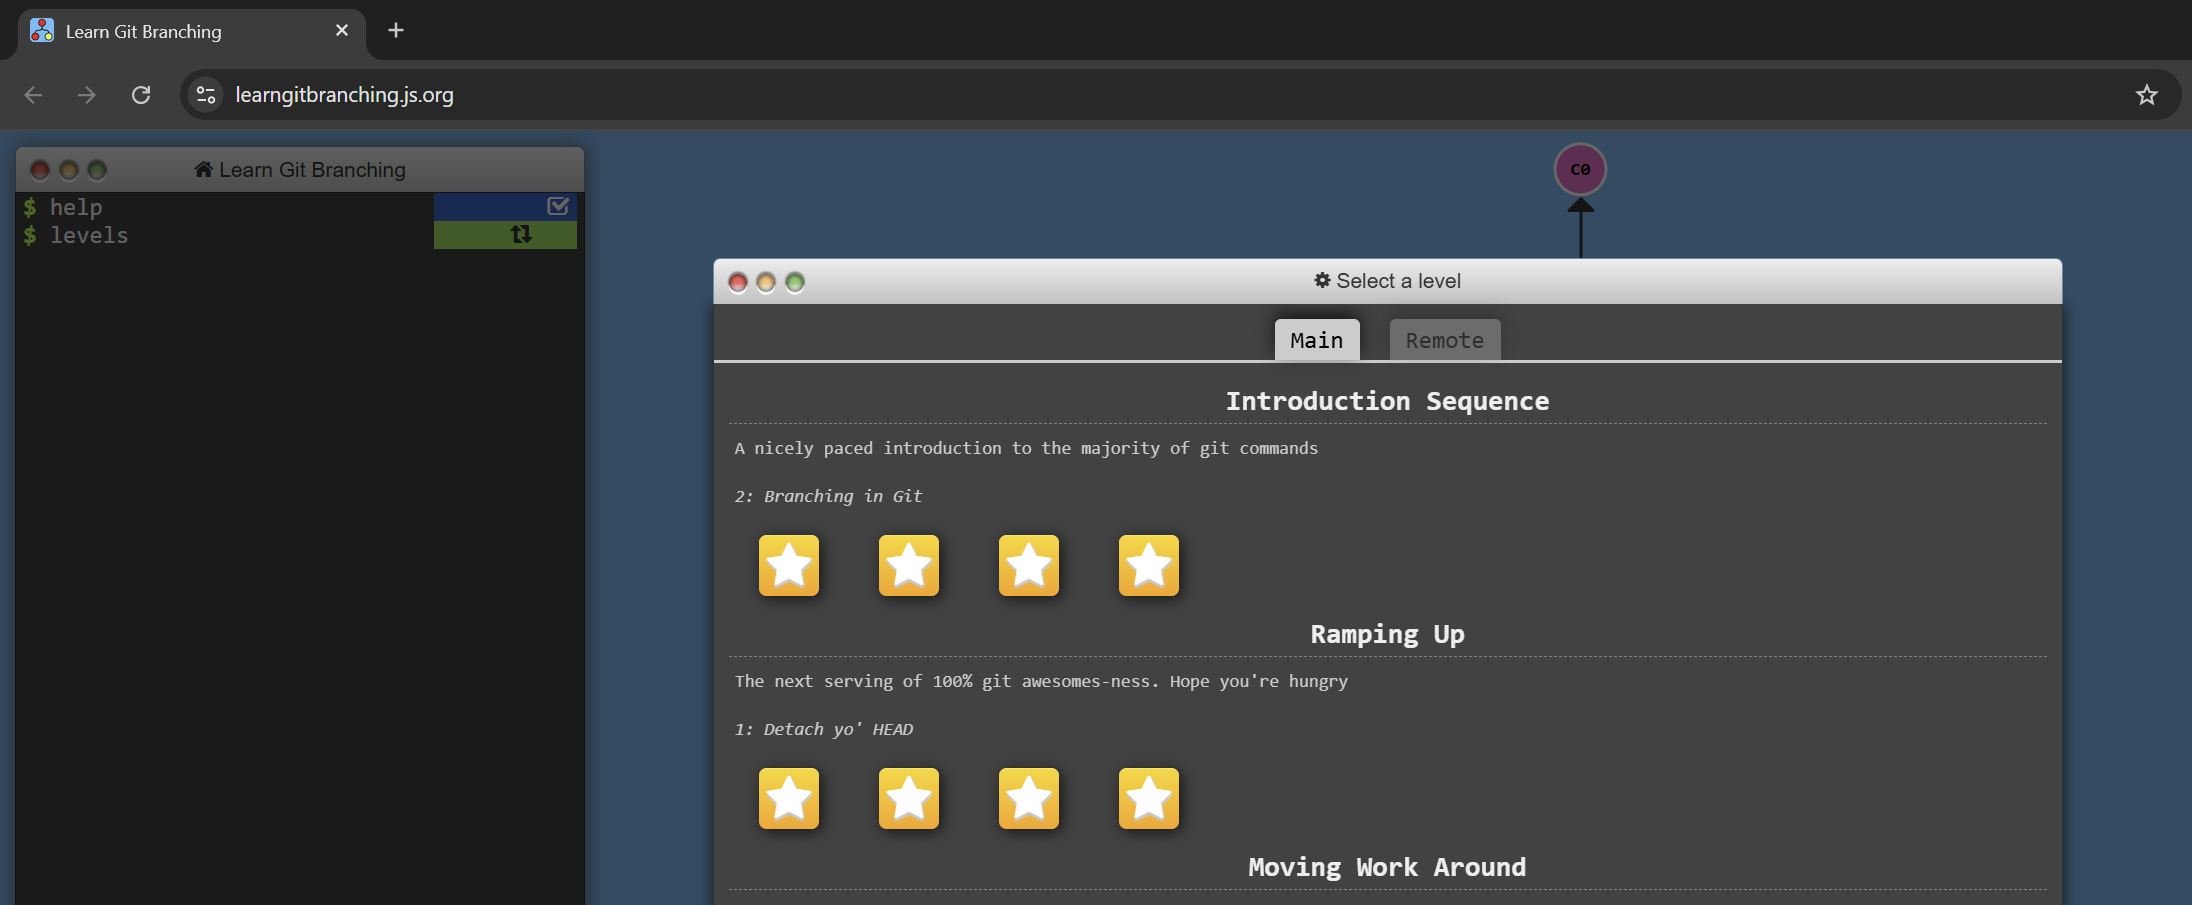 Learn Git Branching
learngitbranching.js.org
Learn Git Branching
$ help
$ levels
C0
Select a level
Main Remote
Introduction Sequence
A nicely paced introduction to the majority of git commands
2: Branching in Git
Ramping Up
The next serving of 100% git awesomes-ness. Hope you're hungry
1: Detach yo' HEAD
Moving Work Around